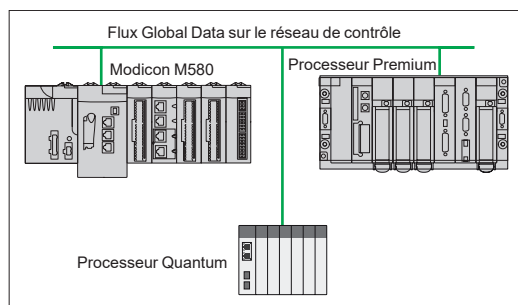 Flux Global Data sur le réseau de contrôle
Modicon M580
Processeur Premium
Processeur Quantum